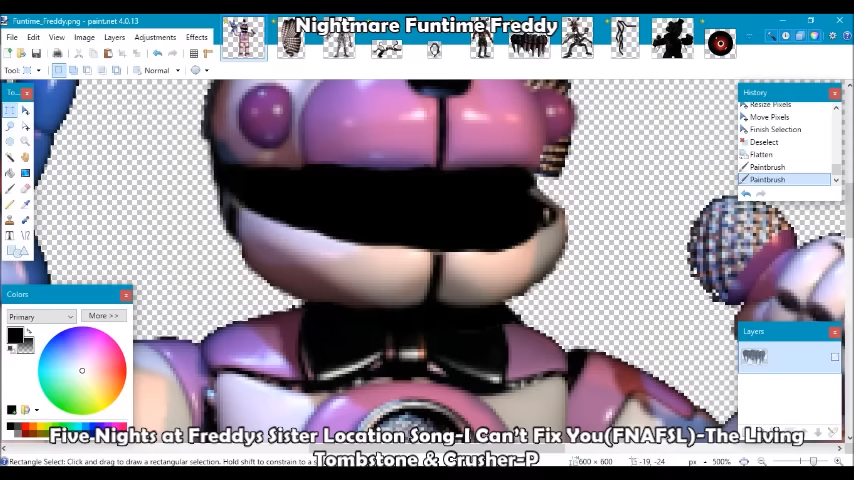 Funtime_Freddy.png - paint.net 4.0.13
Nightmare Funtime Freddy
File Edit View Image Layers Adjustments Effects
Tool: Normal
To...
History
Resize Pixels
Move Pixels
Finish Selection
Deselect
Flatten
Paintbrush
Paintbrush
Colors
Primary
More >>
Layers
Five Nights at Freddys Sister Location Song-I Can't Fix You(FNAFSL)-The Living
Tombstone & Crusher-P
Rectangle Select: Click and drag to draw a rectangular selection. Hold shift to constrain to a s
600 × 600
-19, -24
px
500%